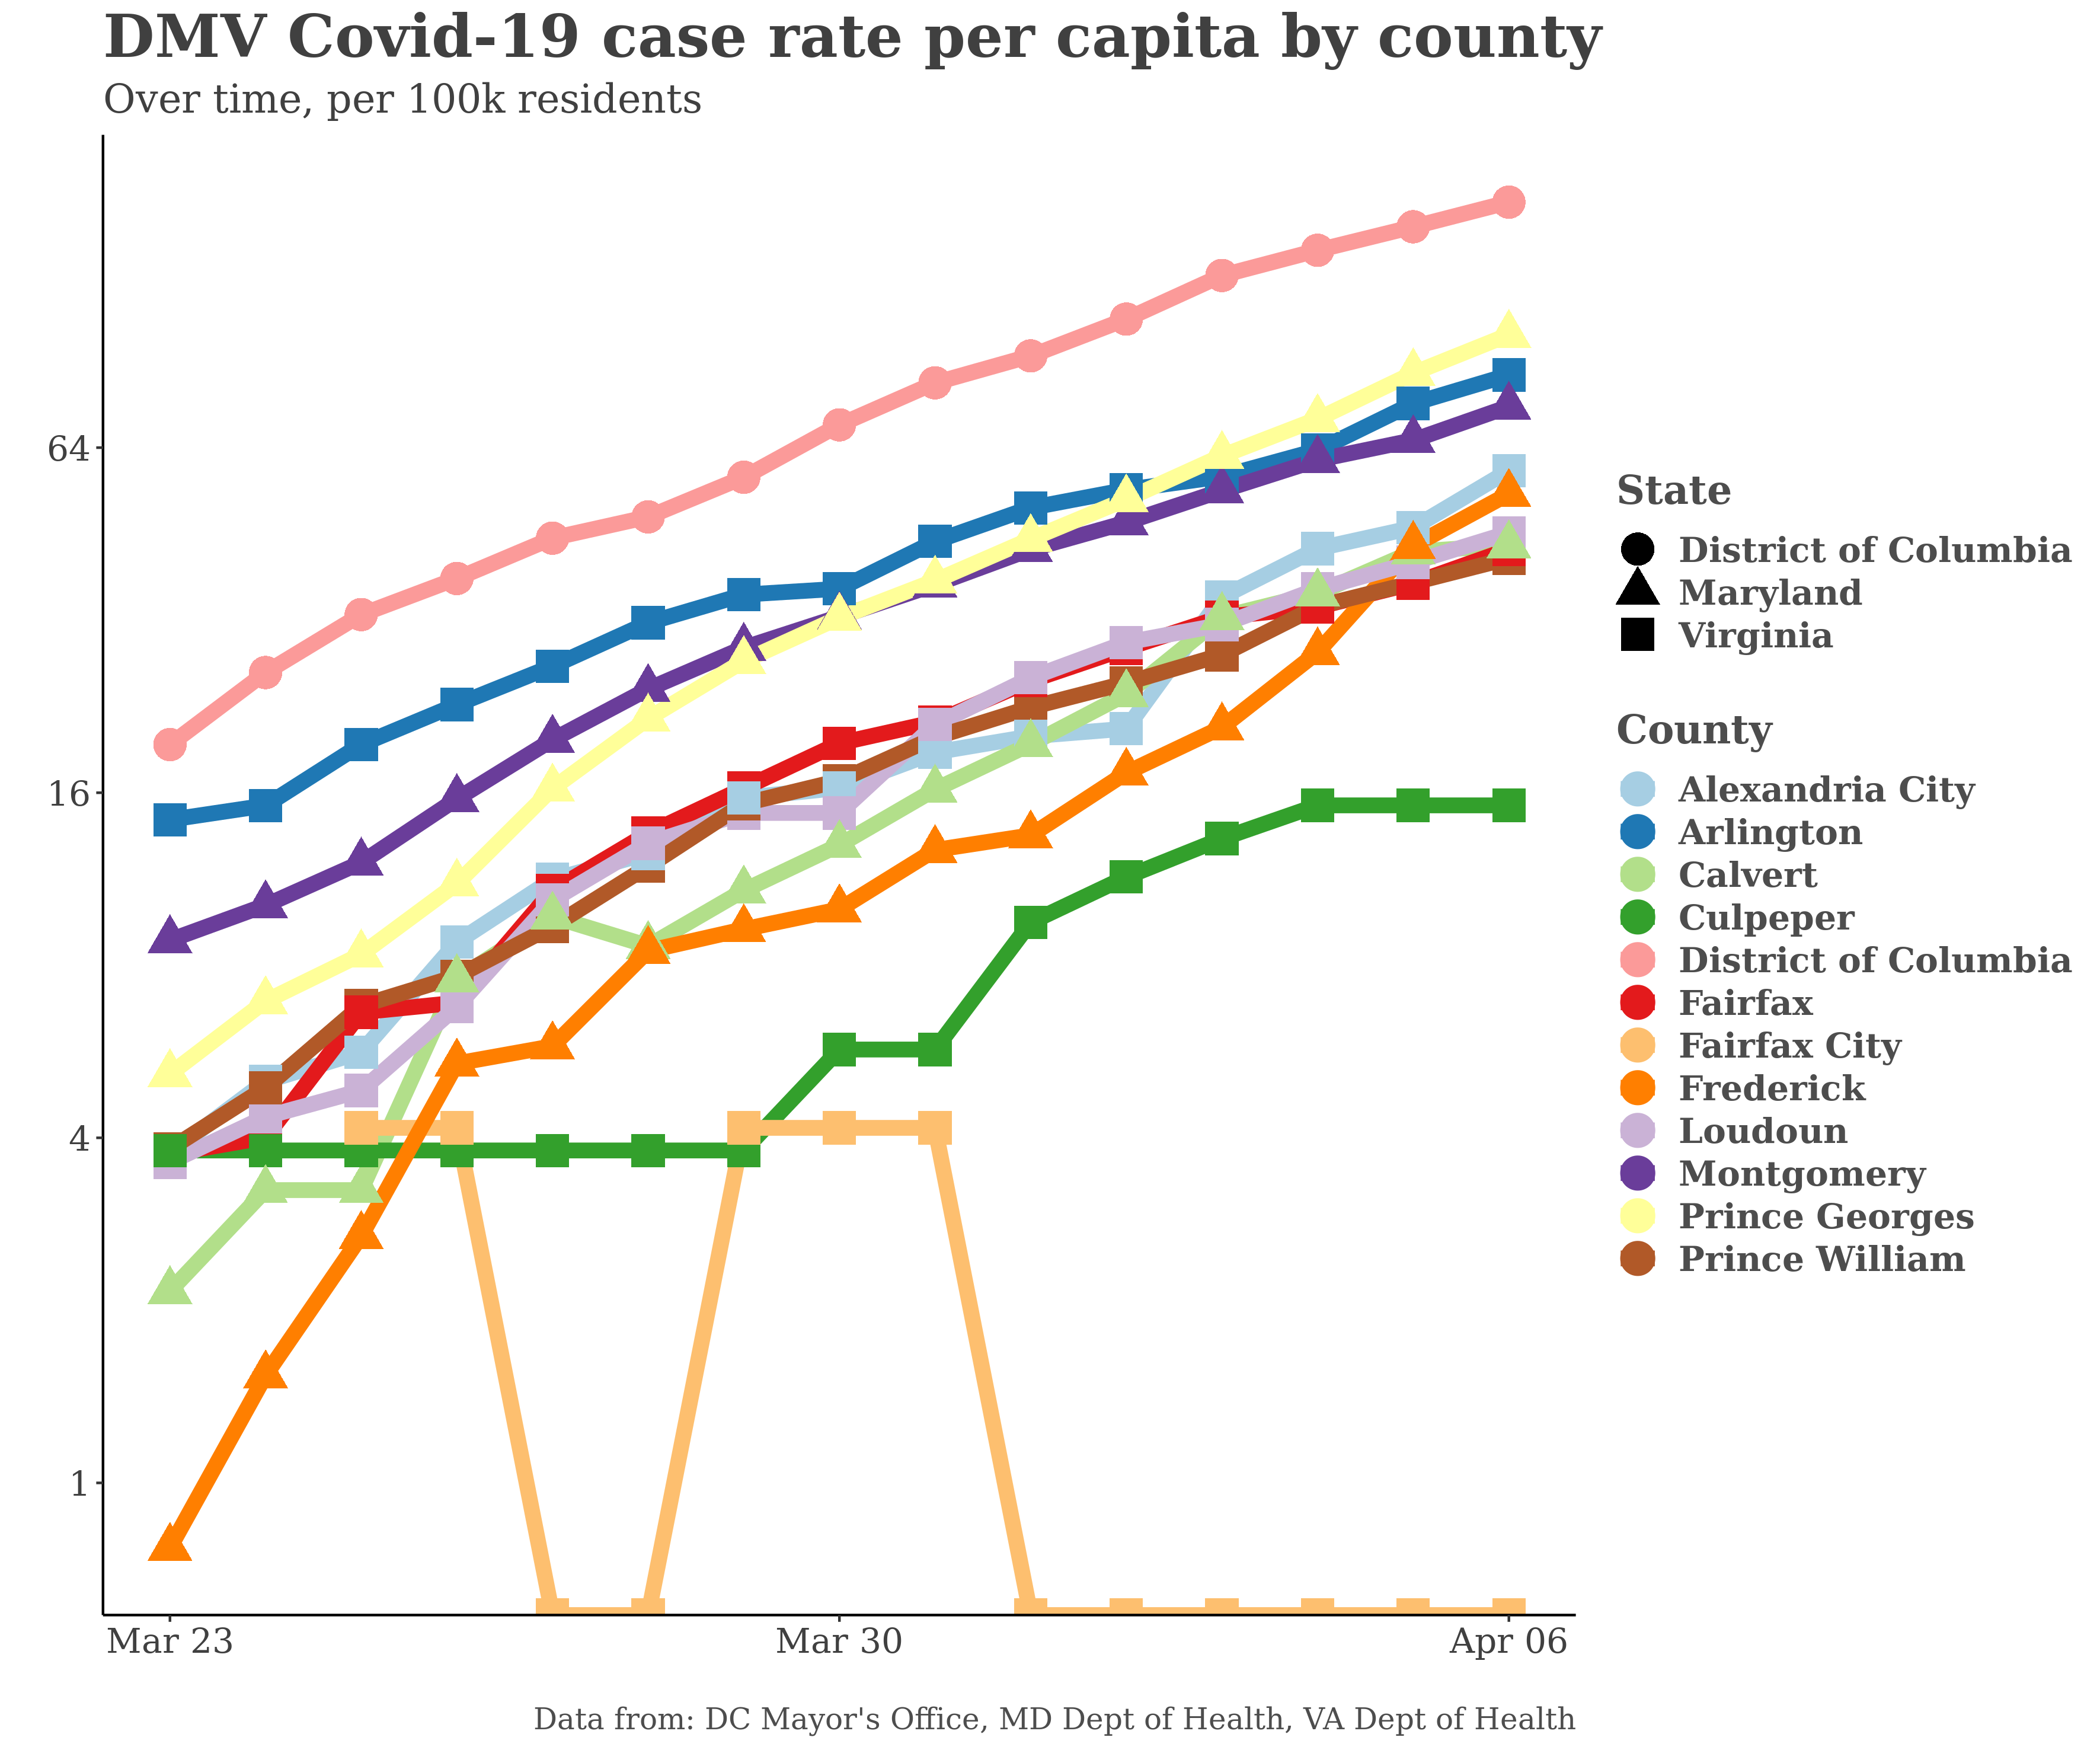 DMV Covid-19 case rate per capita by county
Over time, per 100k residents
64
16
4
1
Mar 23
Mar 30
Apr 06
State
District of Columbia
Maryland
Virginia
County
Alexandria City
Arlington
Calvert
Culpeper
District of Columbia
Fairfax
Fairfax City
Frederick
Loudoun
Montgomery
Prince Georges
Prince William
Data from: DC Mayor's Office, MD Dept of Health, VA Dept of Health